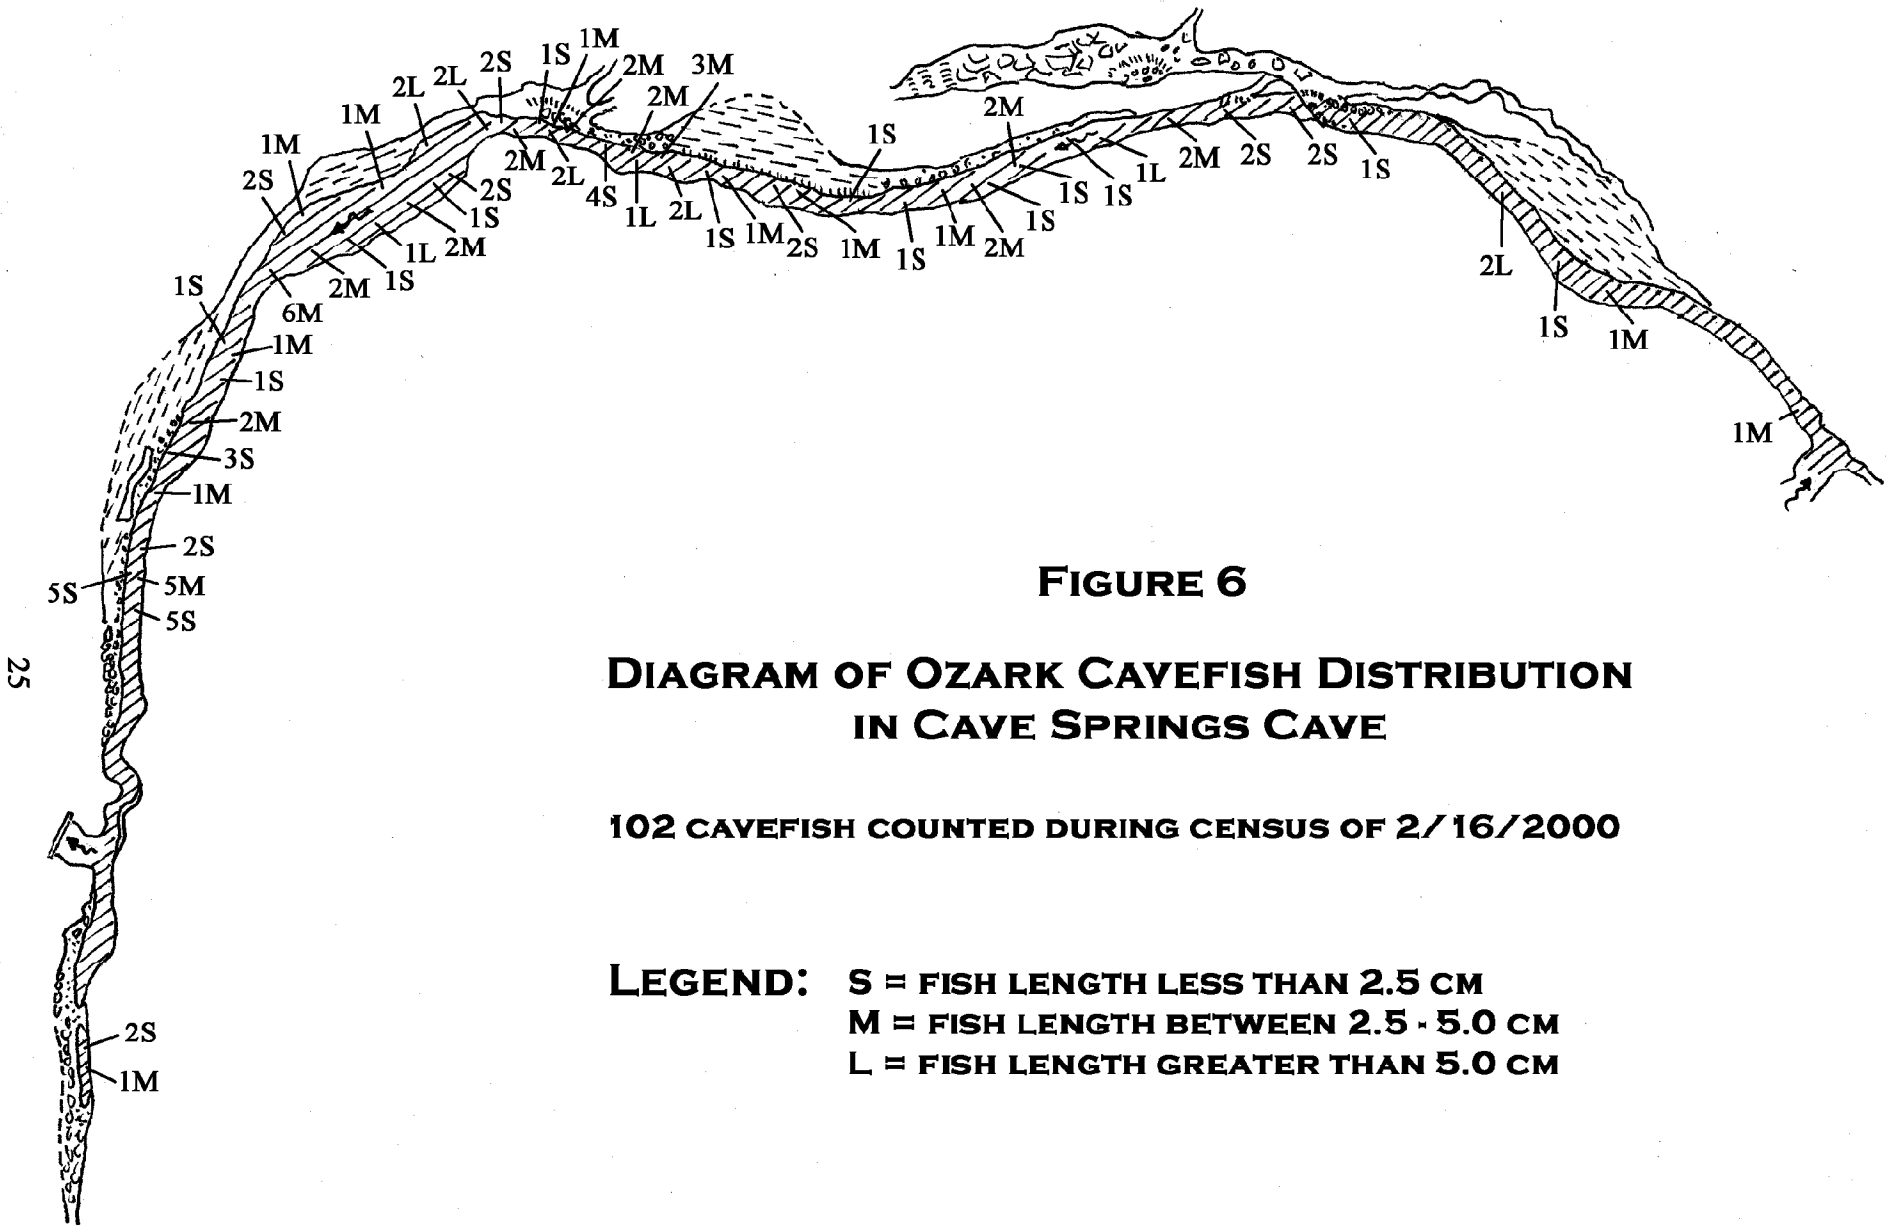 1M
1S
2M
2S
3M
2L
2M
2L
1M
1M
2S
2M
2L
4S
1L
2L
1S
1M
2S
1M
1S
1S
1M
2M
1S
2M
1S
1S
1L
2M
2S
2S
1S
2L
1S
1M
1M
2S
1S
2M
1L
1S
2M
6M
1S
1M
1S
2M
3S
1M
2S
5S
5M
5S
2S
1M
25
FIGURE 6
DIAGRAM OF OZARK CAVEFISH DISTRIBUTION
IN CAVE SPRINGS CAVE
102 CAVEFISH COUNTED DURING CENSUS OF 2/16/2000
LEGEND: S = FISH LENGTH LESS THAN 2.5 CM
M = FISH LENGTH BETWEEN 2.5 - 5.0 CM
L = FISH LENGTH GREATER THAN 5.0 CM